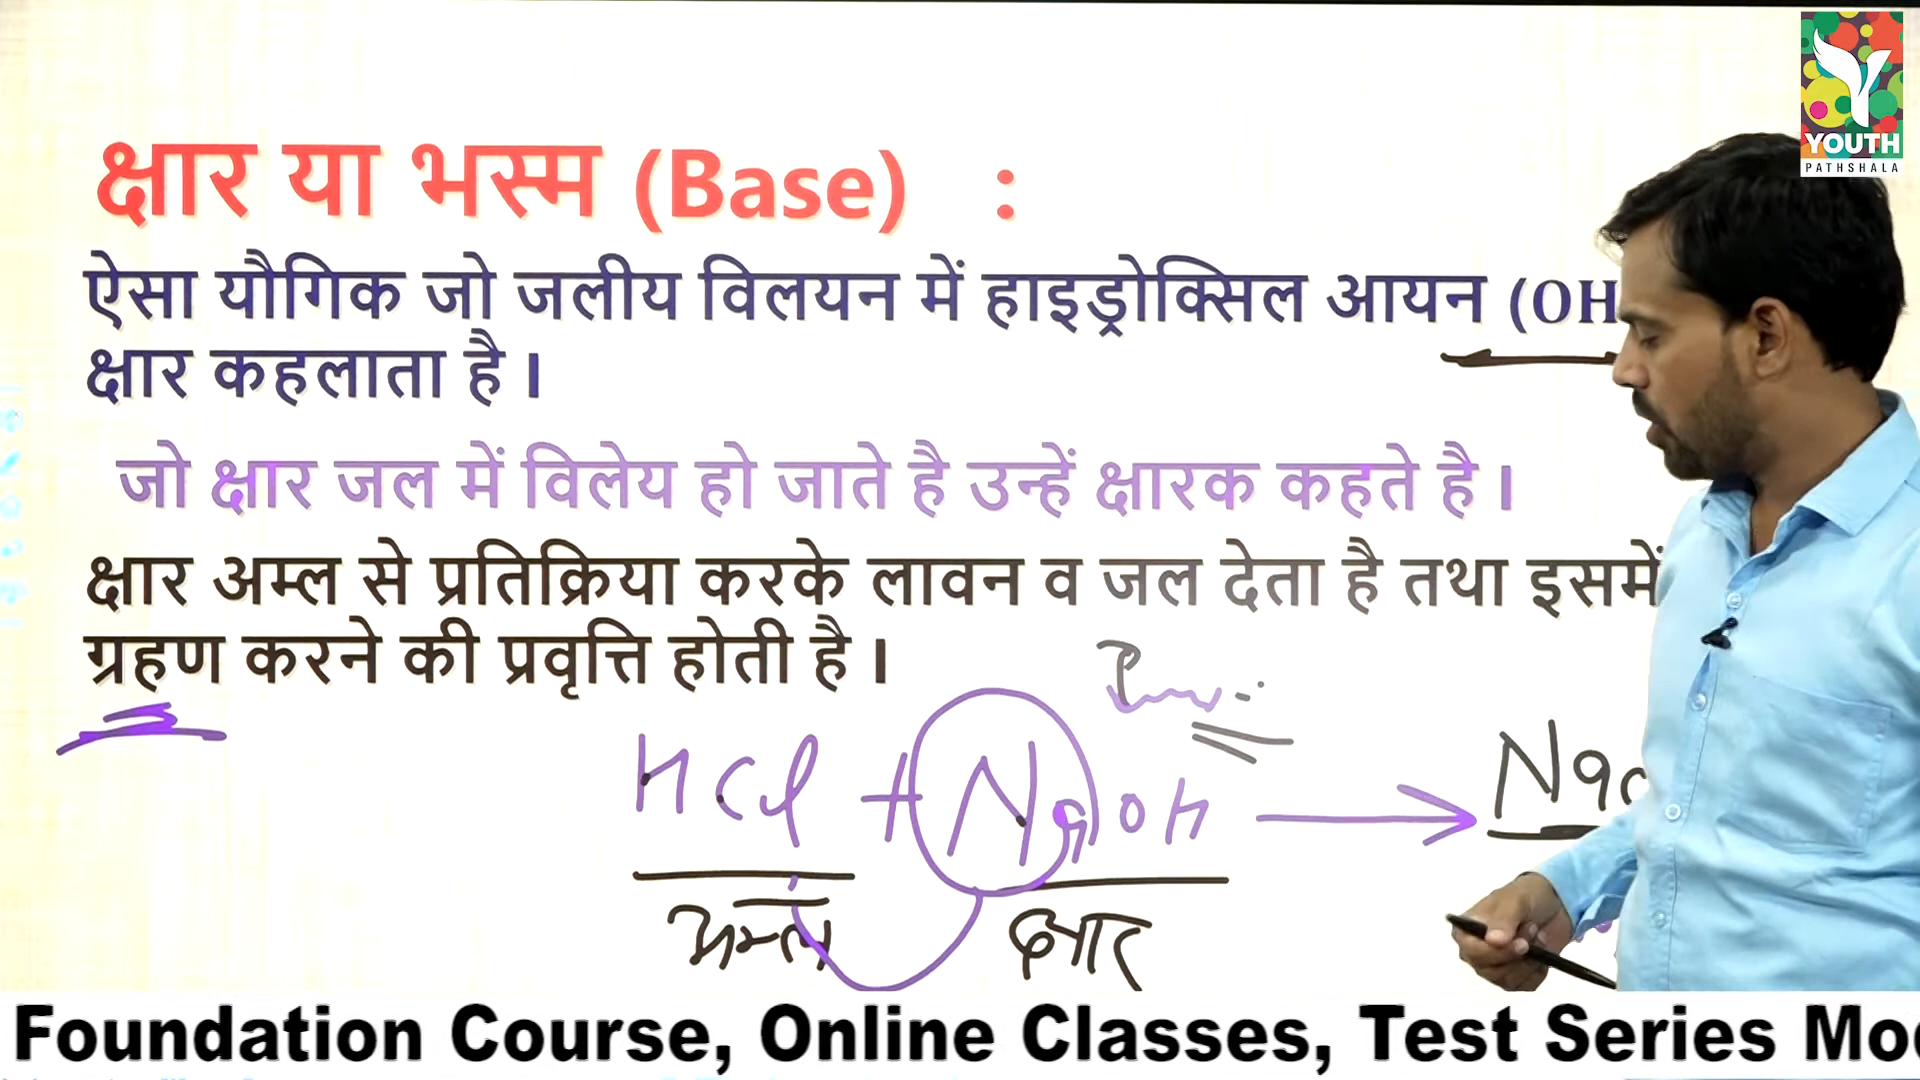 YOUTH
PATHSHALA
क्षार या भस्म (Base) :
ऐसा यौगिक जो जलीय विलयन में हाइड्रोक्सिल आयन (OH
क्षार कहलाता है ।
जो क्षार जल में विलेय हो जाते है उन्हें क्षारक कहते है ।
क्षार अम्ल से प्रतिक्रिया करके लावन व जल देता है तथा इसमें
ग्रहण करने की प्रवृत्ति होती है ।
HCl + NaOH → Na
अम्ल क्षार
Foundation Course, Online Classes, Test Series